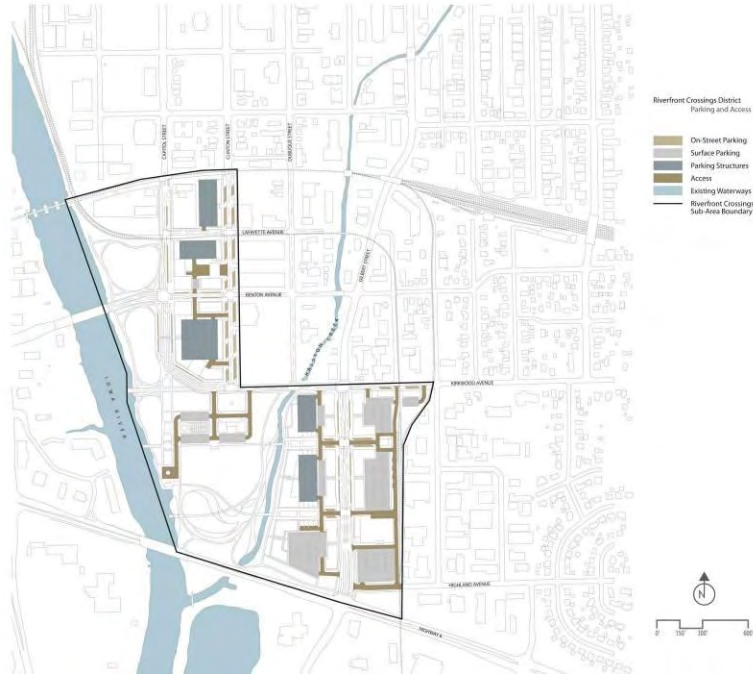 Riverfront Crossings District
Parking and Access
On-Street Parking
Surface Parking
Parking Structures
Access
Existing Waterways
Riverfront Crossings
Sub-Area Boundary
CAPITOL STREET
CLINTON STREET
DUBUQUE STREET
LAFAYETTE AVENUE
GILBERT STREET
BENTON AVENUE
RALSTON CREEK
KIRKWOOD AVENUE
IOWA RIVER
HIGHLAND AVENUE
HIGHWAY 6
N
0' 150' 300' 600'